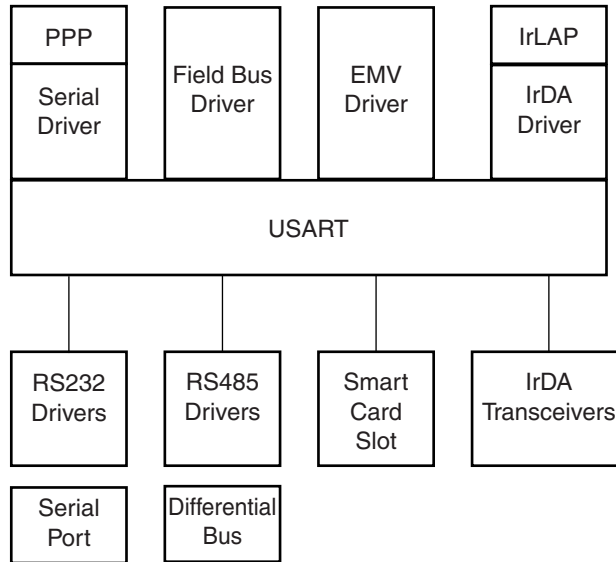 PPP
Serial
Driver
Field Bus
Driver
EMV
Driver
IrLAP
IrDA
Driver
USART
RS232
Drivers
RS485
Drivers
Smart
Card
Slot
IrDA
Transceivers
Serial
Port
Differential
Bus